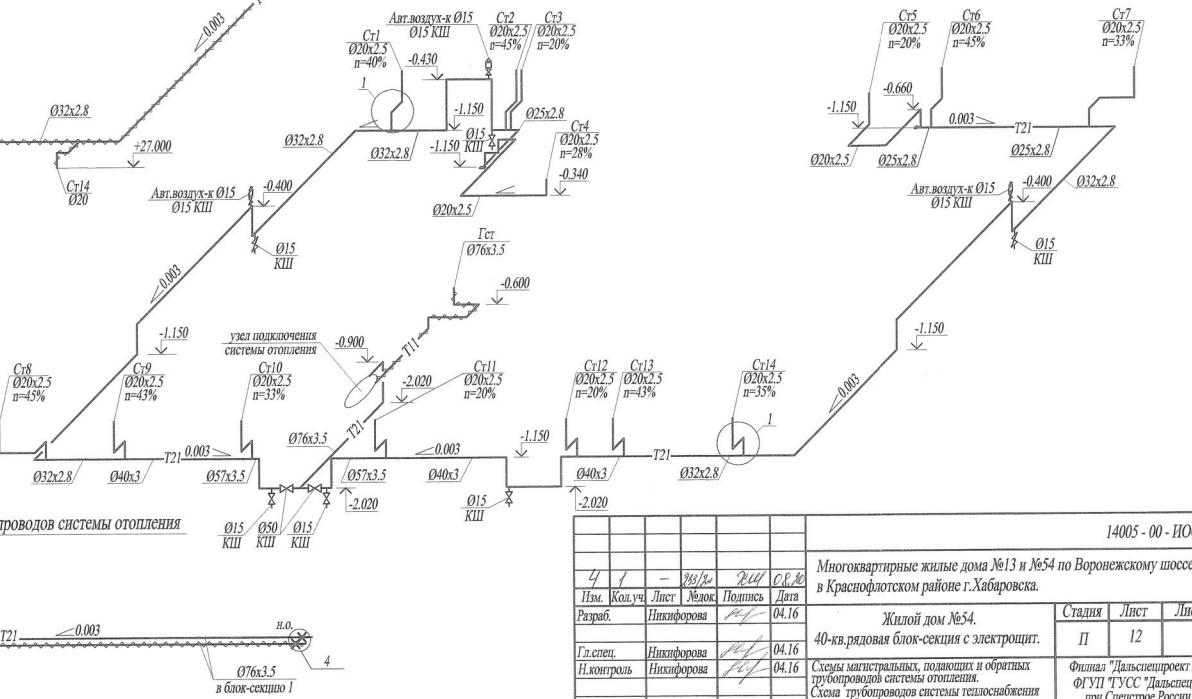 0.003
Ø32x2.8
+27.000
Ст14
Ø20
Авт.воздух-к Ø15
Ø15 КШ
Ст1
Ø20x2.5
n=40%
Ст2
Ø20x2.5
n=45%
Ст3
Ø20x2.5
n=20%
-0.430
1
-1.150
Ø32x2.8
Ø32x2.8
Ø15
КШ
-1.150
Ø25x2.8
Ст4
Ø20x2.5
n=28%
-0.340
Ø20x2.5
Авт.воздух-к Ø15
Ø15 КШ
-0.400
Ø15
КШ
0.003
-1.150
Гст
Ø76x3.5
-0.600
узел подключения
системы отопления
-0.900
Т11
-2.020
Т21
Ст5
Ø20x2.5
n=20%
Ст6
Ø20x2.5
n=45%
Ст7
Ø20x2.5
n=33%
-0.660
-1.150
0.003
Т21
Ø20x2.5
Ø25x2.8
Ø25x2.8
Авт.воздух-к Ø15
Ø15 КШ
-0.400
Ø32x2.8
Ø15
КШ
-1.150
0.003
Ст8
Ø20x2.5
n=45%
Ст9
Ø20x2.5
n=43%
Ст10
Ø20x2.5
n=33%
Ст11
Ø20x2.5
n=20%
Ст12
Ø20x2.5
n=20%
Ст13
Ø20x2.5
n=43%
Ст14
Ø20x2.5
n=35%
1
Т21
0.003
Ø76x3.5
0.003
-1.150
Т21
Ø32x2.8
Ø40x3
Ø57x3.5
Ø57x3.5
Ø40x3
Ø40x3
Ø32x2.8
-2.020
-2.020
Ø15
КШ
Ø50
КШ
Ø15
КШ
Ø15
КШ
проводов системы отопления
Т21
0.003
н.о.
4
Ø76x3.5
в блок-секцию 1
14005 - 00 - ИО
Многоквартирные жилые дома №13 и №54 по Воронежскому шоссе
в Краснофлотском районе г.Хабаровска.
4 1 –
Изм. Кол.уч Лист №док. Подпись Дата
Разраб. Никифорова 04.16
Гл.спец. Никифорова 04.16
Н.контроль Никифорова 04.16
Жилой дом №54.
40-кв.рядовая блок-секция с электрощит.
Стадия Лист Лис
П 12
Схемы магистральных, подающих и обратных
трубопроводов системы отопления.
Схема трубопроводов системы теплоснабжения
Филиал "Дальспецпроект
ФГУП "ГУСС "Дальспец
при Спецстрое России